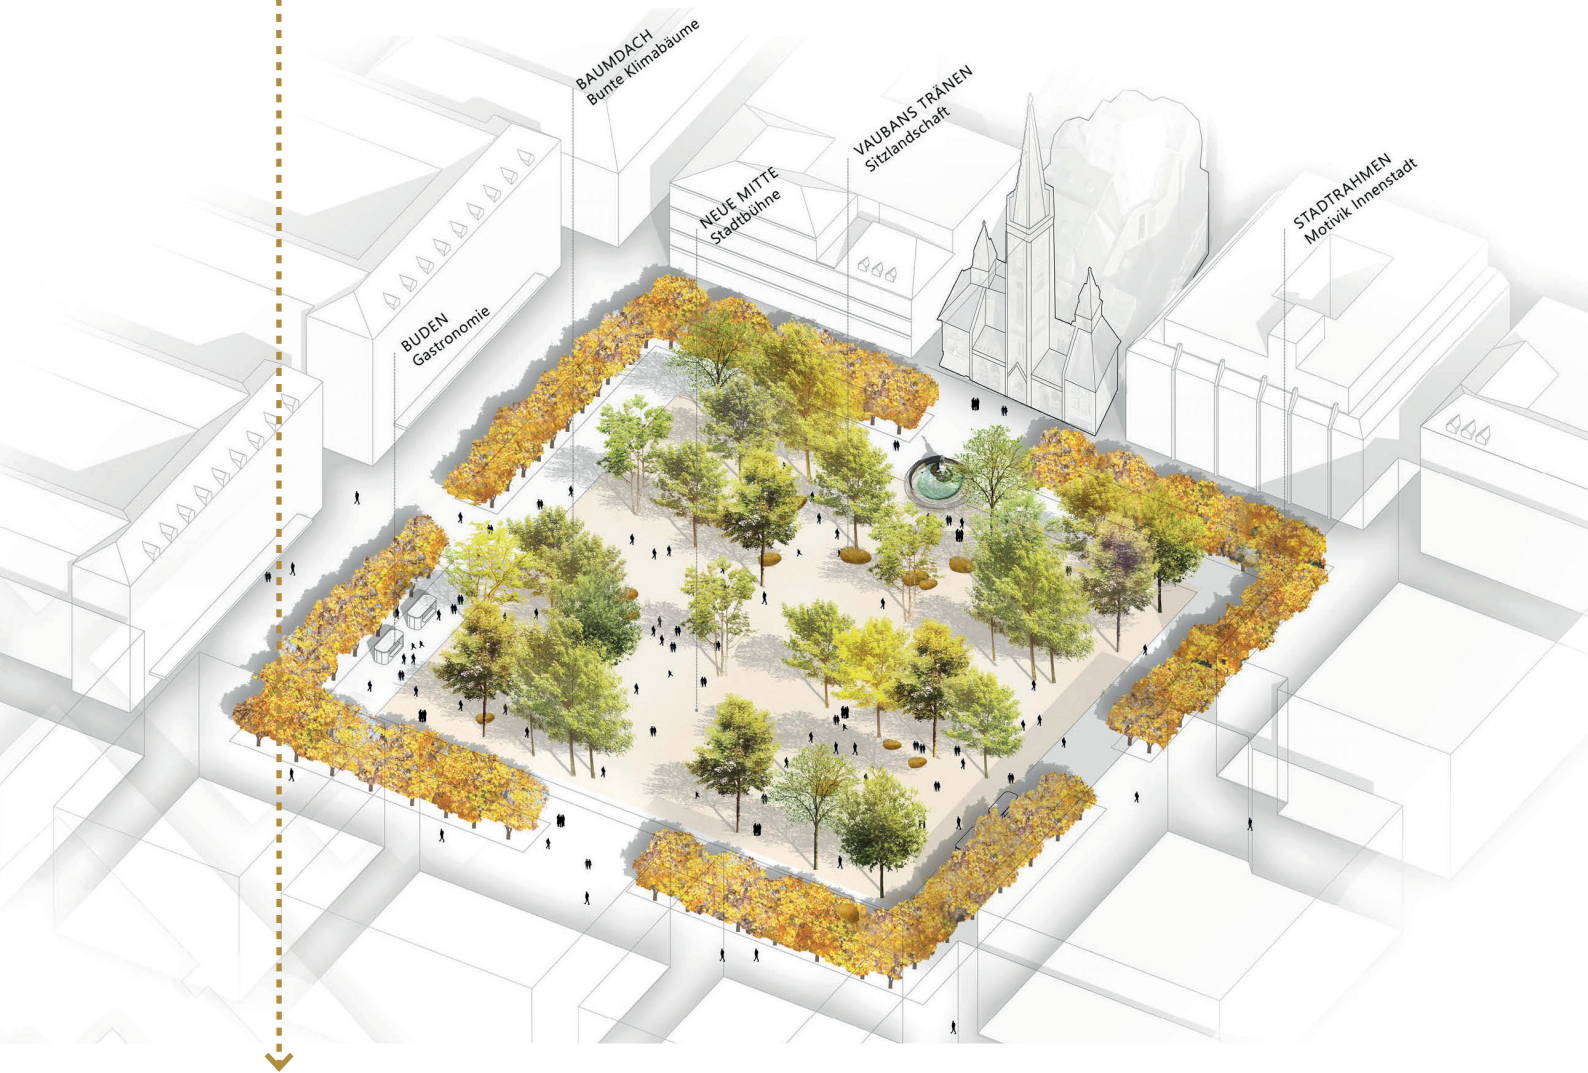 BAUMDACH
Bunte Klimabäume
VAUBANS TRÄNEN
Sitzlandschaft
NEUE MITTE
Stadtbühne
STADTRAHMEN
Motivik Innenstadt
BUDEN
Gastronomie